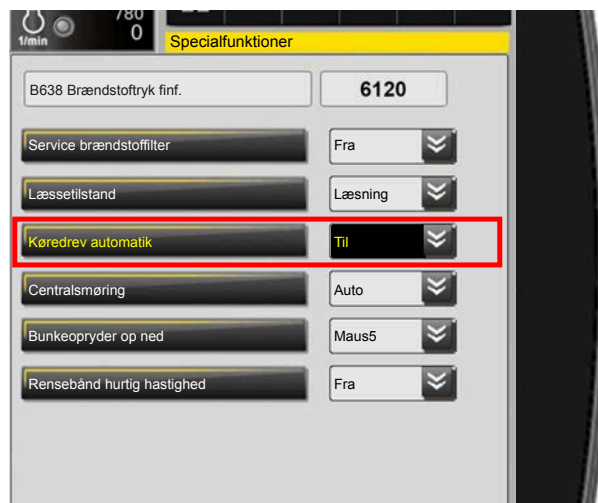 780
1/min 0
Specialfunktioner
B638 Brændstoftryk finf. 6120
Service brændstoffilter Fra
Læssetilstand Læsning
Køredrev automatik Til
Centralsmøring Auto
Bunkeopryder op ned Maus5
Rensebånd hurtig hastighed Fra